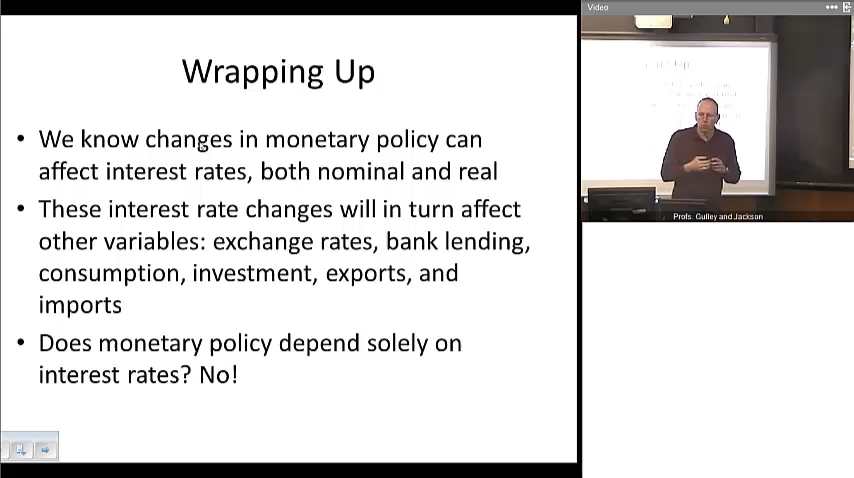 Video
Wrapping Up
• We know changes in monetary policy can
affect interest rates, both nominal and real
• These interest rate changes will in turn affect
other variables: exchange rates, bank lending,
consumption, investment, exports, and
imports
• Does monetary policy depend solely on
interest rates? No!
Profs. Gulley and Jackson